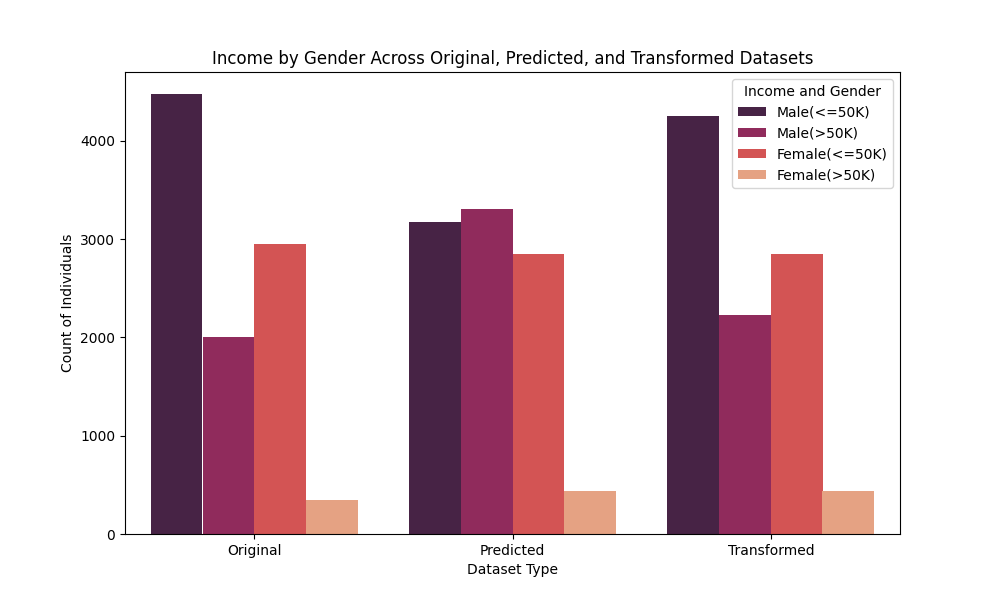 Income by Gender Across Original, Predicted, and Transformed Datasets
Income and Gender
Male(<=50K)
Male(>50K)
Female(<=50K)
Female(>50K)
Count of Individuals
4000
3000
2000
1000
0
Original
Predicted
Transformed
Dataset Type